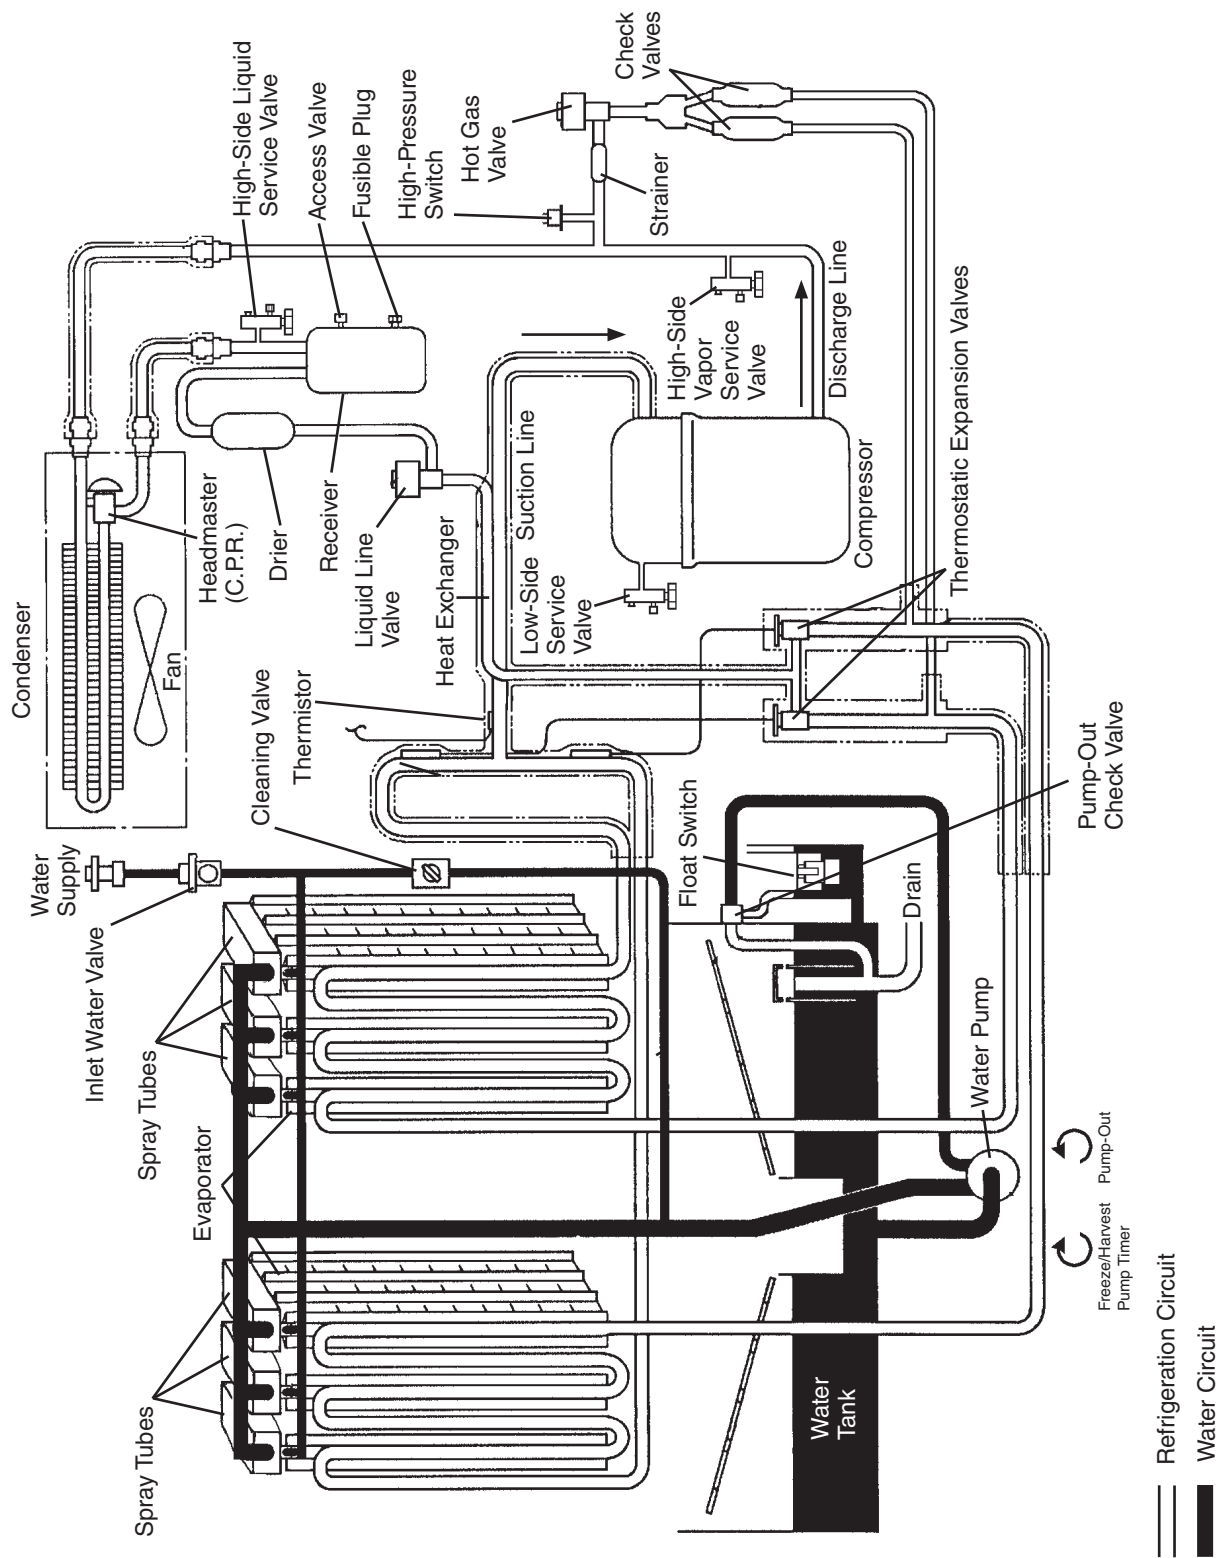 Condenser
Fan
Headmaster
(C.P.R.)
Drier
Receiver
High-Side Liquid
Service Valve
Access Valve
Fusible Plug
High-Pressure
Switch
Hot Gas
Valve
Check
Valves
Strainer
Water
Supply
Inlet Water Valve
Cleaning Valve
Thermistor
Liquid Line
Valve
Heat Exchanger
Suction Line
Low-Side
Service
Valve
High-Side
Vapor
Service
Valve
Discharge Line
Compressor
Thermostatic Expansion Valves
Spray Tubes
Evaporator
Spray Tubes
Float Switch
Drain
Pump-Out
Check Valve
Water Pump
Water
Tank
Pump-Out
Freeze/Harvest
Pump Timer
Refrigeration Circuit
Water Circuit